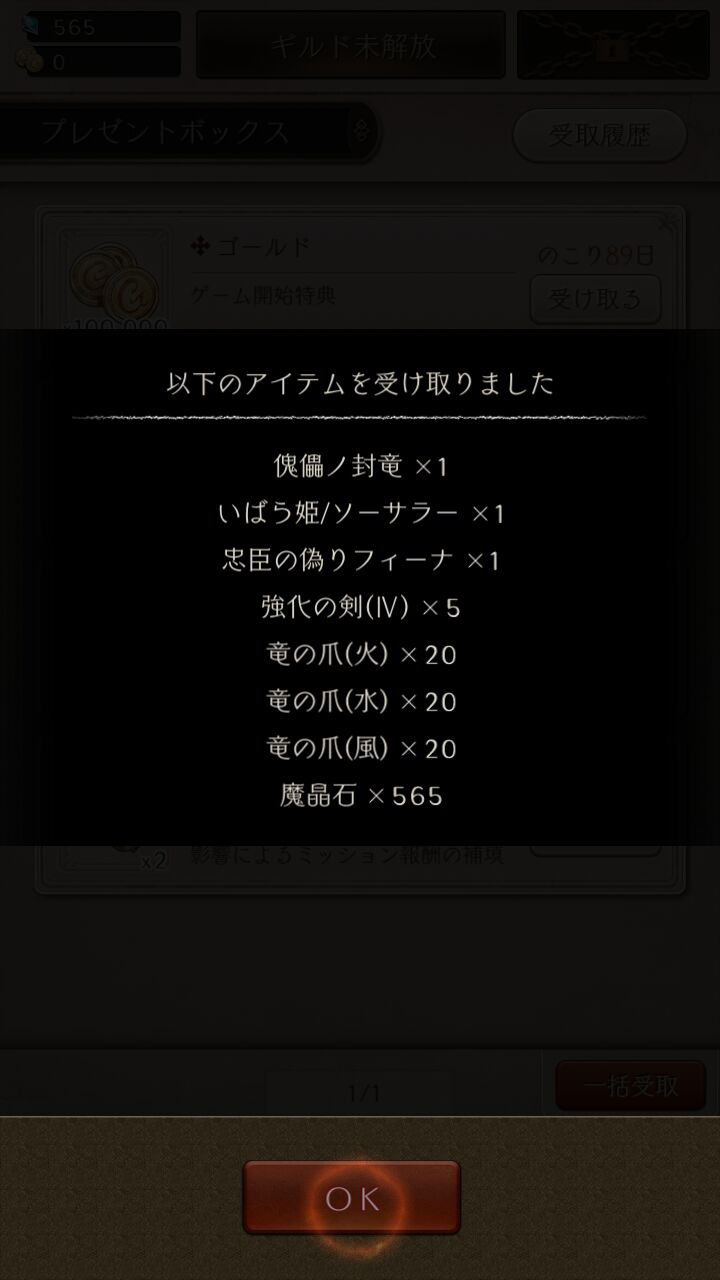 565
0
ギルド未解放
プレゼントボックス
受取履歴
ゴールド
のこり89日
ゲーム開始特典
受け取る
x100,000
以下のアイテムを受け取りました
傀儡ノ封竜 ×1
いばら姫/ソーサラー ×1
忠臣の偽りフィーナ ×1
強化の剣(Ⅳ) ×5
竜の爪(火) ×20
竜の爪(水) ×20
竜の爪(風) ×20
魔晶石 ×565
x2
影響によるミッション報酬の補填
1/1
一括受取
OK